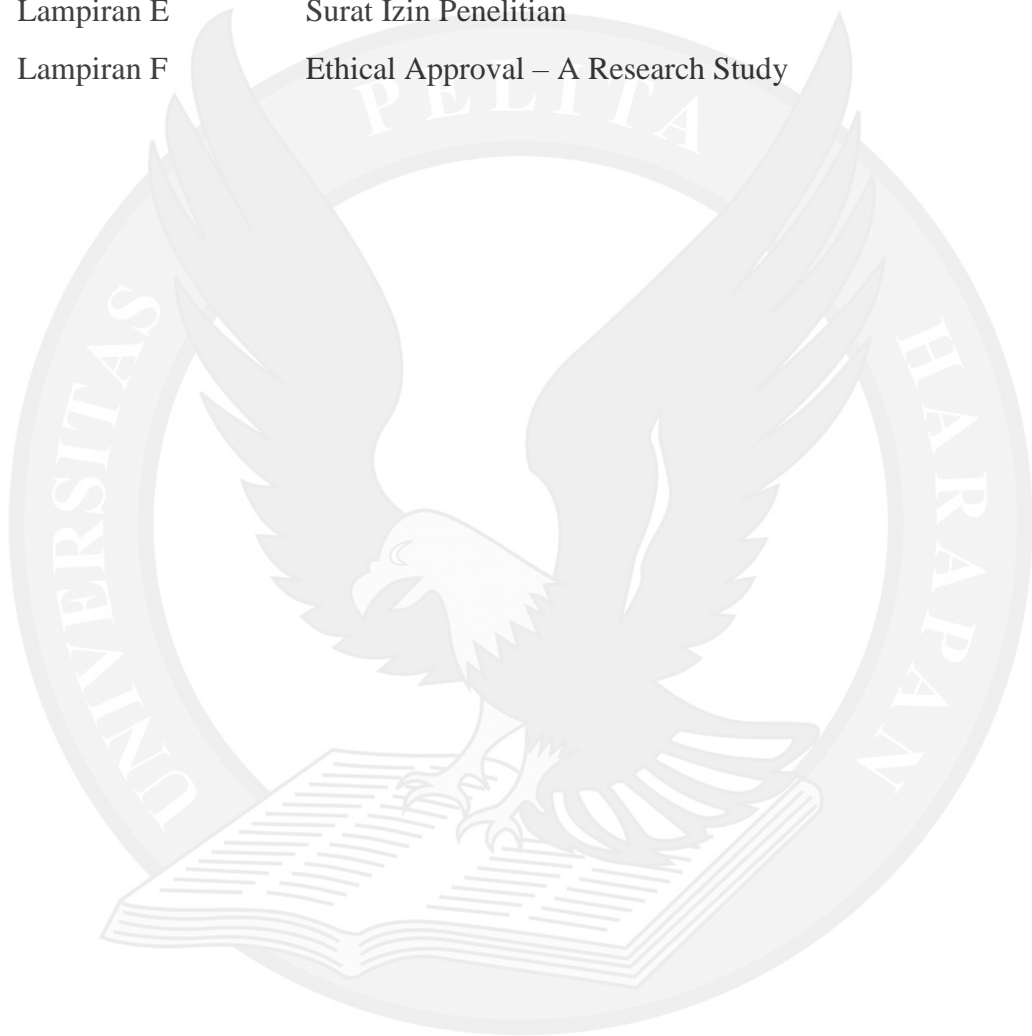 Lampiran E Surat Izin Penelitian
Lampiran F Ethical Approval – A Research Study
UNIVERSITAS PELITA HARAPAN